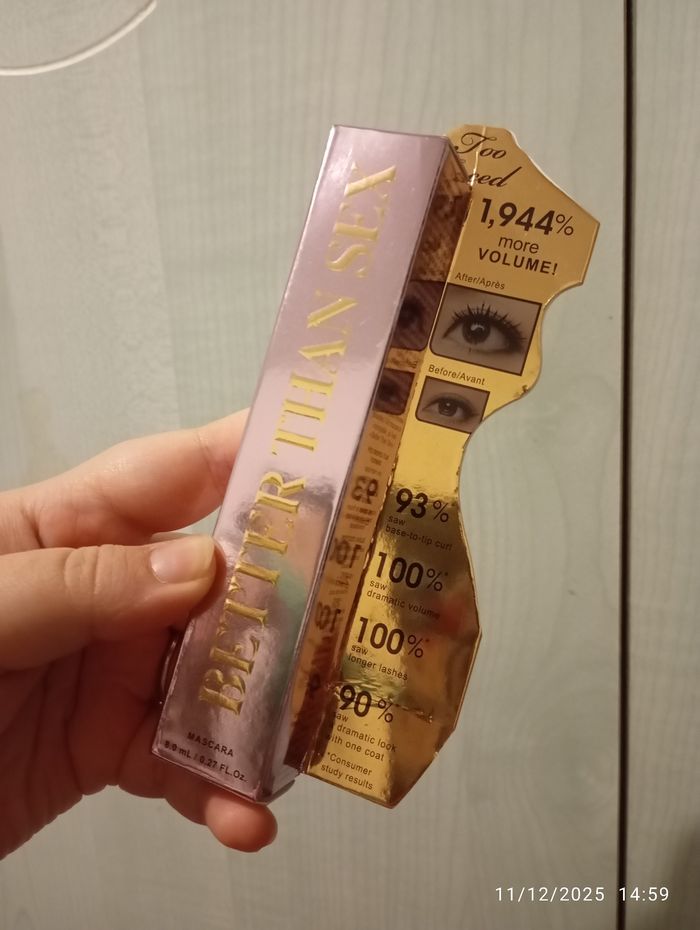 BETTER THAN SEX
MASCARA
8.0 mL / 0.27 FL.Oz.
Too
1,944%
more
VOLUME!
After/Après
Before/Avant
93%*
saw
base-to-tip curl
100%*
saw
dramatic volume
100%*
saw
longer lashes
90%*
dramatic look
with one coat
*Consumer
study results
11/12/2025 14:59